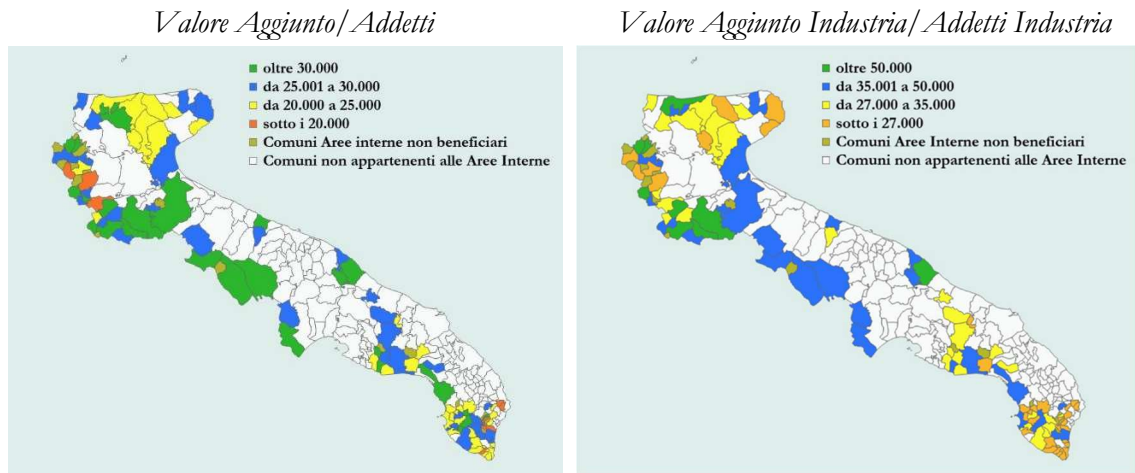 Valore Aggiunto/Addetti
oltre 30.000
da 25.001 a 30.000
da 20.000 a 25.000
sotto i 20.000
Comuni Aree interne non beneficiari
Comuni non appartenenti alle Aree Interne
Valore Aggiunto Industria/Addetti Industria
oltre 50.000
da 35.001 a 50.000
da 27.000 a 35.000
sotto i 27.000
Comuni Aree Interne non beneficiari
Comuni non appartenenti alle Aree Interne